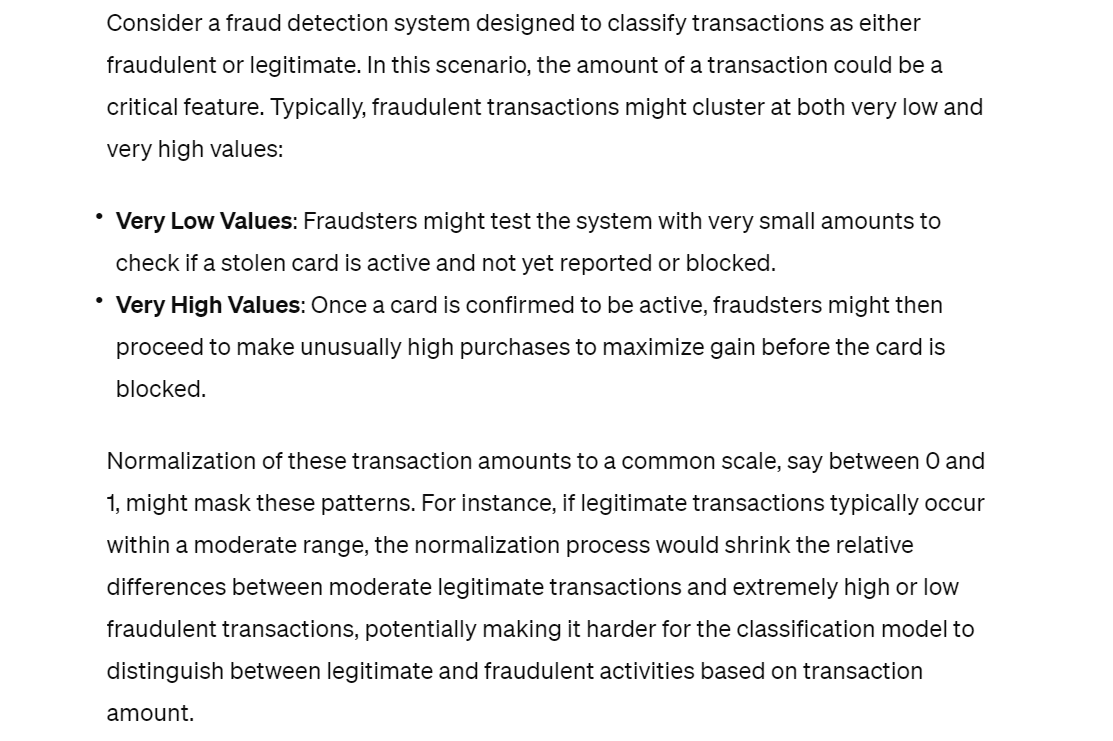 Consider a fraud detection system designed to classify transactions as either
fraudulent or legitimate. In this scenario, the amount of a transaction could be a
critical feature. Typically, fraudulent transactions might cluster at both very low and
very high values:
• Very Low Values: Fraudsters might test the system with very small amounts to
check if a stolen card is active and not yet reported or blocked.
• Very High Values: Once a card is confirmed to be active, fraudsters might then
proceed to make unusually high purchases to maximize gain before the card is
blocked.
Normalization of these transaction amounts to a common scale, say between 0 and
1, might mask these patterns. For instance, if legitimate transactions typically occur
within a moderate range, the normalization process would shrink the relative
differences between moderate legitimate transactions and extremely high or low
fraudulent transactions, potentially making it harder for the classification model to
distinguish between legitimate and fraudulent activities based on transaction
amount.